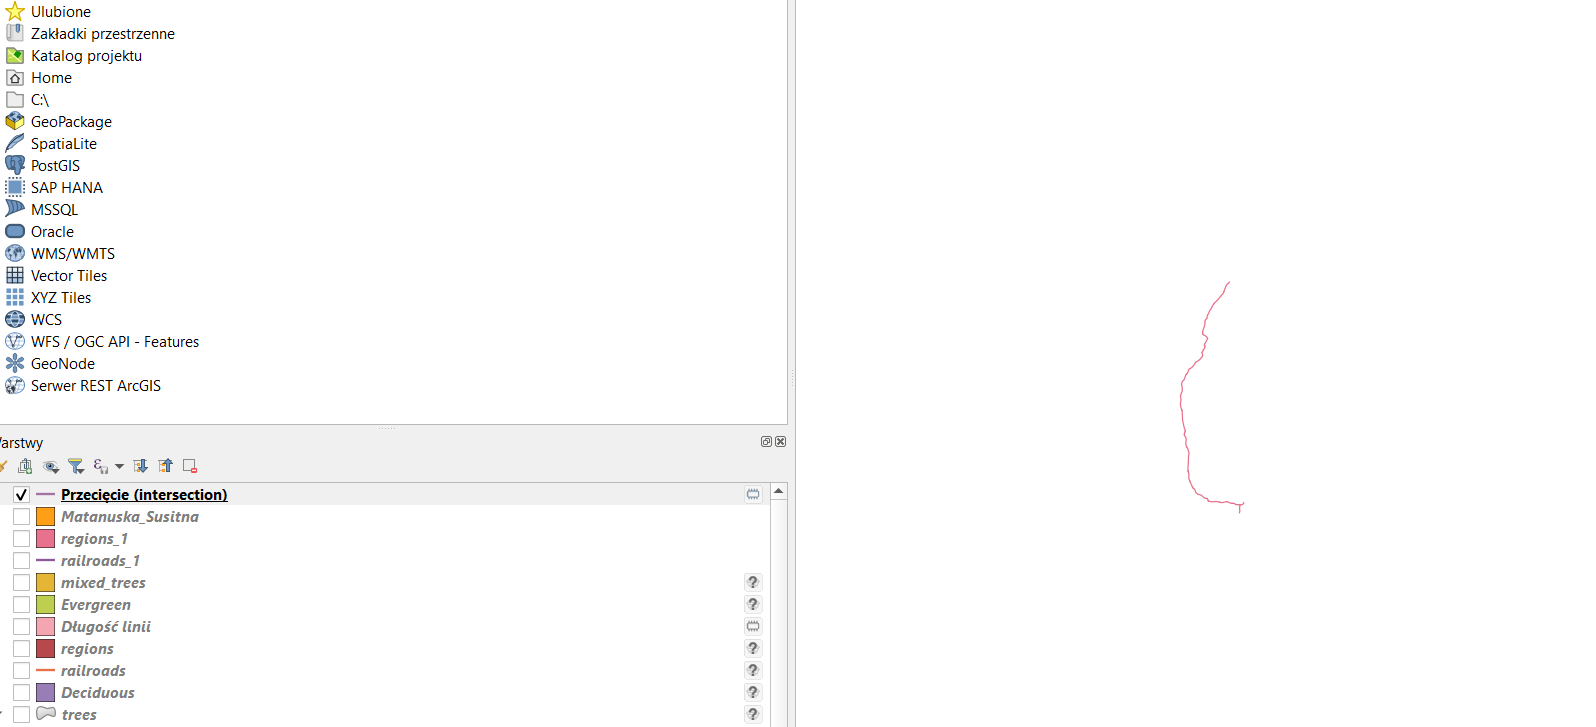 Ulubione
Zakładki przestrzenne
Katalog projektu
Home
C:\
GeoPackage
SpatiaLite
PostGIS
SAP HANA
MSSQL
Oracle
WMS/WMTS
Vector Tiles
XYZ Tiles
WCS
WFS / OGC API - Features
GeoNode
Serwer REST ArcGIS
arstwy
Przecięcie (intersection)
Matanuska_Susitna
regions_1
railroads_1
mixed_trees
Evergreen
Długość linii
regions
railroads
Deciduous
trees